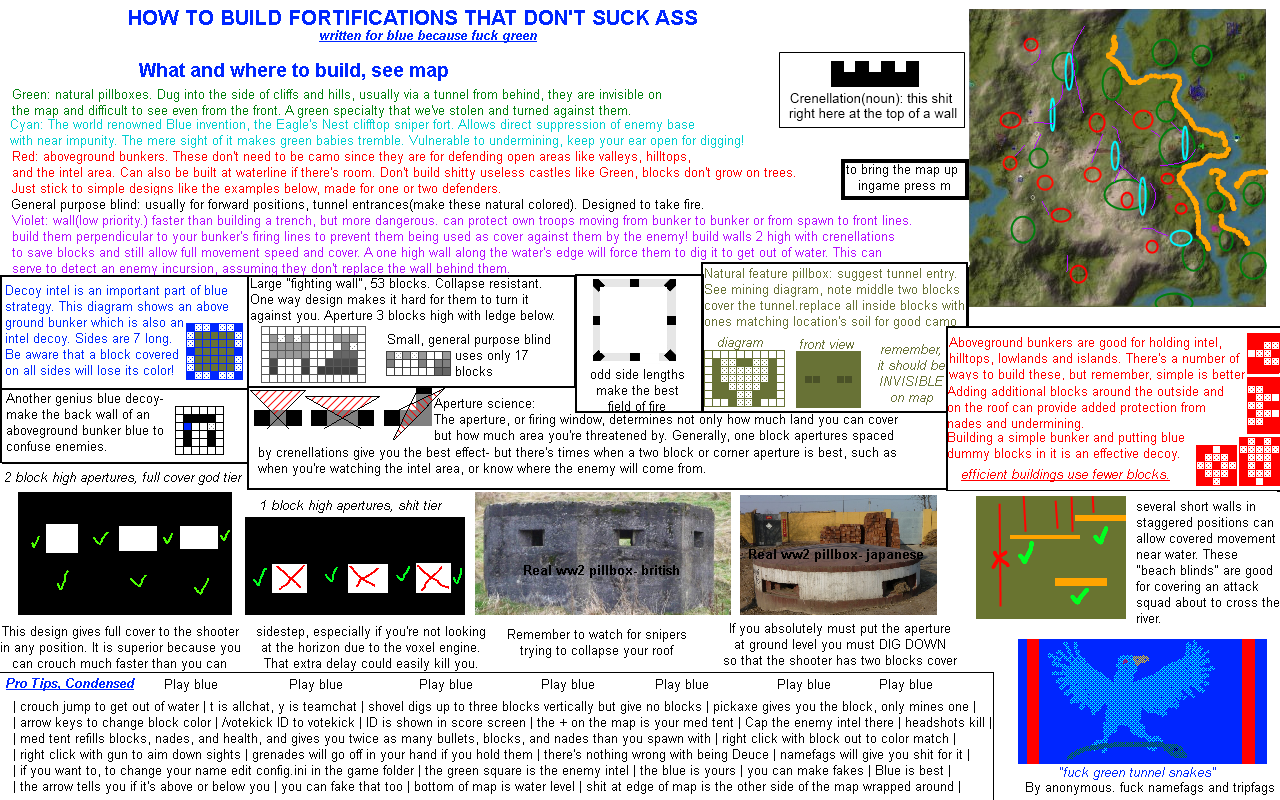 HOW TO BUILD FORTIFICATIONS THAT DON'T SUCK ASS
written for blue because fuck green
What and where to build, see map
Green: natural pillboxes. Dug into the side of cliffs and hills, usually via a tunnel from behind, they are invisible on
the map and difficult to see even from the front. A green specialty that we've stolen and turned against them.
Cyan: The world renowned Blue invention, the Eagle's Nest clifftop sniper fort. Allows direct suppression of enemy base
with near impunity. The mere sight of it makes green babies tremble. Vulnerable to undermining, keep your ear open for digging!
Red: aboveground bunkers. These don't need to be camo since they are for defending open areas like valleys, hilltops,
and the intel area. Can also be built at waterline if there's room. Don't build shitty useless castles like Green, blocks don't grow on trees.
Just stick to simple designs like the examples below, made for one or two defenders.
General purpose blind: usually for forward positions, tunnel entrances(make these natural colored). Designed to take fire.
Violet: wall(low priority.) faster than building a trench, but more dangerous. can protect own troops moving from bunker to bunker or from spawn to front lines.
build them perpendicular to your bunker's firing lines to prevent them being used as cover against them by the enemy! build walls 2 high with crenellations
to save blocks and still allow full movement speed and cover. A one high wall along the water's edge will force them to dig it to get out of water. This can
serve to detect an enemy incursion, assuming they don't replace the wall behind them.
Crenellation(noun): this shit
right here at the top of a wall
to bring the map up
ingame press m
Decoy intel is an important part of blue
strategy. This diagram shows an above
ground bunker which is also an
intel decoy. Sides are 7 long.
Be aware that a block covered
on all sides will lose its color!
Large "fighting wall", 53 blocks. Collapse resistant.
One way design makes it hard for them to turn it
against you. Aperture 3 blocks high with ledge below.
Small, general purpose blind
uses only 17
blocks
odd side lengths
make the best
field of fire
Natural feature pillbox: suggest tunnel entry.
See mining diagram, note middle two blocks
cover the tunnel.replace all inside blocks with
ones matching location's soil for good camo
diagram
front view
remember,
it should be
INVISIBLE
on map
Aboveground bunkers are good for holding intel,
hilltops, lowlands and islands. There's a number of
ways to build these, but remember, simple is better
Adding additional blocks around the outside and
on the roof can provide added protection from
nades and undermining.
Building a simple bunker and putting blue
dummy blocks in it is an effective decoy.
efficient buildings use fewer blocks.
Another genius blue decoy-
make the back wall of an
aboveground bunker blue to
confuse enemies.
Aperture science:
The aperture, or firing window, determines not only how much land you can cover
but how much area you're threatened by. Generally, one block apertures spaced
by crenellations give you the best effect- but there's times when a two block or corner aperture is best, such as
when you're watching the intel area, or know where the enemy will come from.
2 block high apertures, full cover god tier
1 block high apertures, shit tier
Real ww2 pillbox- british
Real ww2 pillbox- japanese
several short walls in
staggered positions can
allow covered movement
near water. These
"beach blinds" are good
for covering an attack
squad about to cross the
river.
This design gives full cover to the shooter
in any position. It is superior because you
can crouch much faster than you can
sidestep, especially if you're not looking
at the horizon due to the voxel engine.
That extra delay could easily kill you.
Remember to watch for snipers
trying to collapse your roof
If you absolutely must put the aperture
at ground level you must DIG DOWN
so that the shooter has two blocks cover
Pro Tips, Condensed Play blue Play blue Play blue Play blue Play blue Play blue Play blue
| crouch jump to get out of water | t is allchat, y is teamchat | shovel digs up to three blocks vertically but give no blocks | pickaxe gives you the block, only mines one |
| arrow keys to change block color | /votekick ID to votekick | ID is shown in score screen | the + on the map is your med tent | Cap the enemy intel there | headshots kill |
| med tent refills blocks, nades, and health, and gives you twice as many bullets, blocks, and nades than you spawn with | right click with block out to color match |
| right click with gun to aim down sights | grenades will go off in your hand if you hold them | there's nothing wrong with being Deuce | namefags will give you shit for it |
| if you want to, to change your name edit config.ini in the game folder | the green square is the enemy intel | the blue is yours | you can make fakes | Blue is best |
| the arrow tells you if it's above or below you | you can fake that too | bottom of map is water level | shit at edge of map is the other side of the map wrapped around |
"fuck green tunnel snakes"
By anonymous. fuck namefags and tripfags